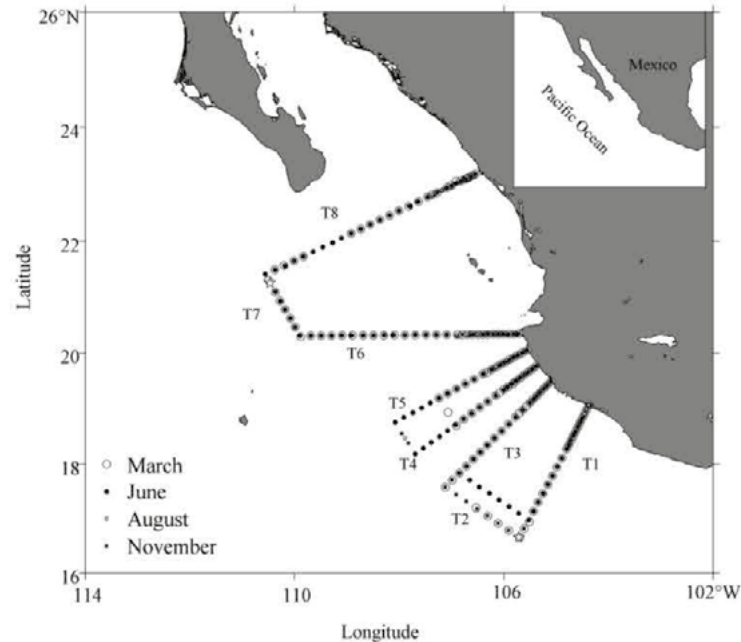 26°N
Mexico
Pacific Ocean
24
T8
22
Latitude
T7
T6
20
T5
T4
T3
T1
T2
18
March
June
August
November
16
114
110
106
102°W
Longitude